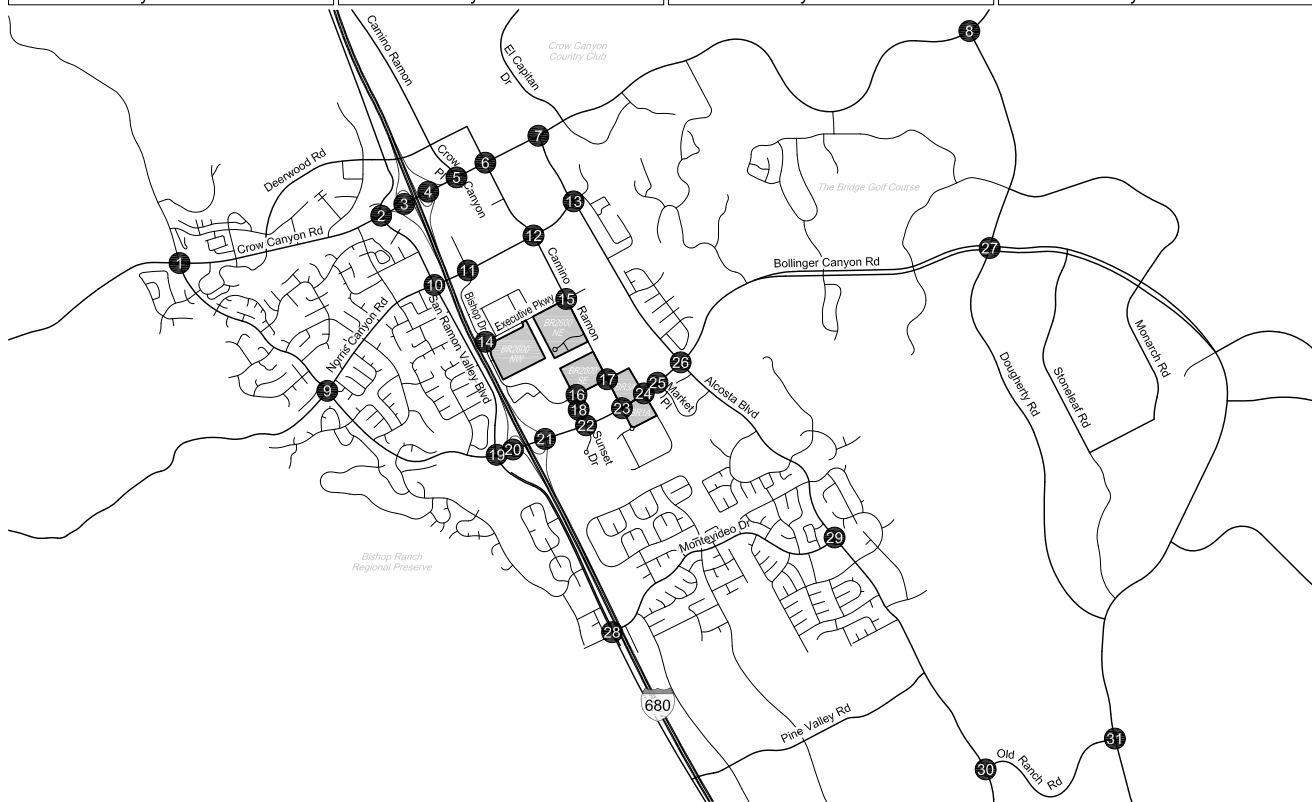 Camino Ramon
El Capitan
Dr
Crow Canyon
Country Club
8
7
Deerwood Rd
Crow
Canyon
Pl
6
5
4
3
2
The Bridge Golf Course
13
Crow Canyon Rd
12
1
27
Bollinger Canyon Rd
11
10
Camino
Ramon
15
Bishop Dr
Executive Pkwy
San Ramon Valley Blvd
Norris Canyon Rd
BR2600
NE
14
BR2600
NW
Monarch Rd
26
17
25
24
Market
Pl
Alcosta Blvd
Dougherty Rd
Stoneleaf Rd
9
16
18
23
22
21
20
19
Sunset
Dr
Montevideo Dr
29
Bishop Ranch
Regional Preserve
28
680
Pine Valley Rd
31
30
Old Ranch Rd